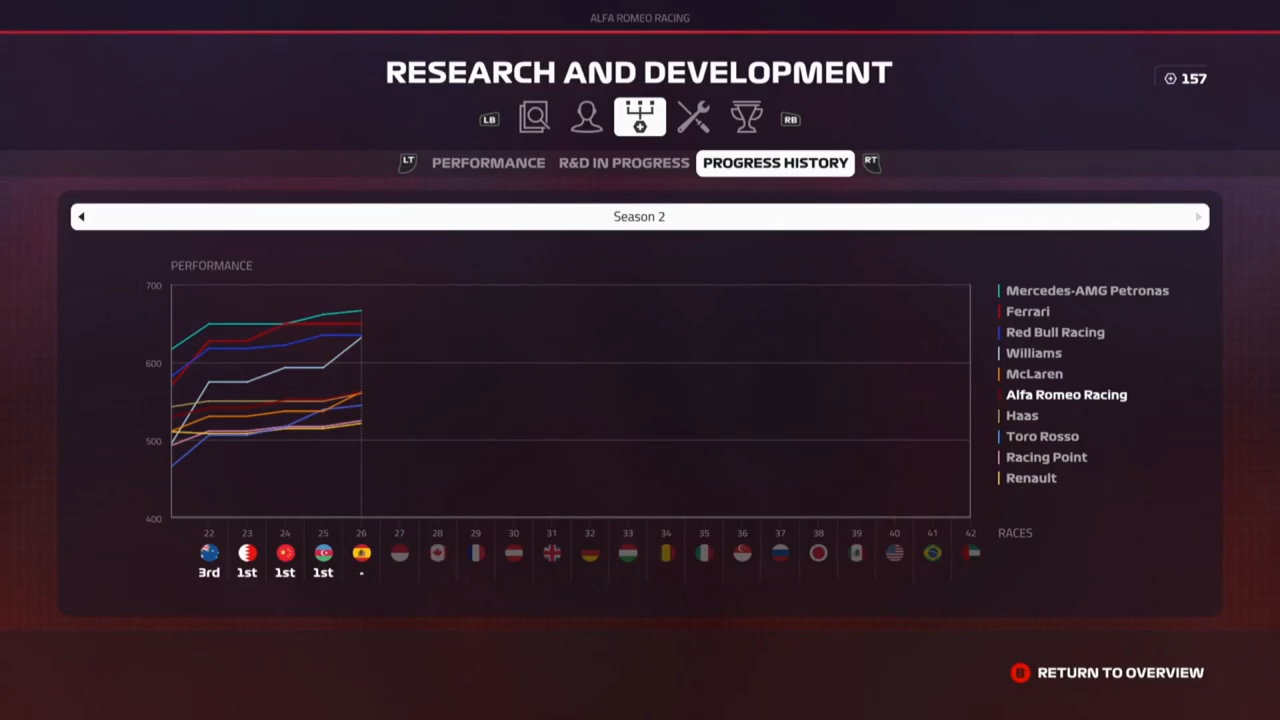 ALFA ROMEO RACING
RESEARCH AND DEVELOPMENT
157
LB
RB
LT PERFORMANCE R&D IN PROGRESS PROGRESS HISTORY RT
Season 2
PERFORMANCE
700
600
500
400
Mercedes-AMG Petronas
Ferrari
Red Bull Racing
Williams
McLaren
Alfa Romeo Racing
Haas
Toro Rosso
Racing Point
Renault
22 23 24 25 26 27 28 29 30 31 32 33 34 35 36 37 38 39 40 41 42 RACES
3rd 1st 1st 1st -
B RETURN TO OVERVIEW